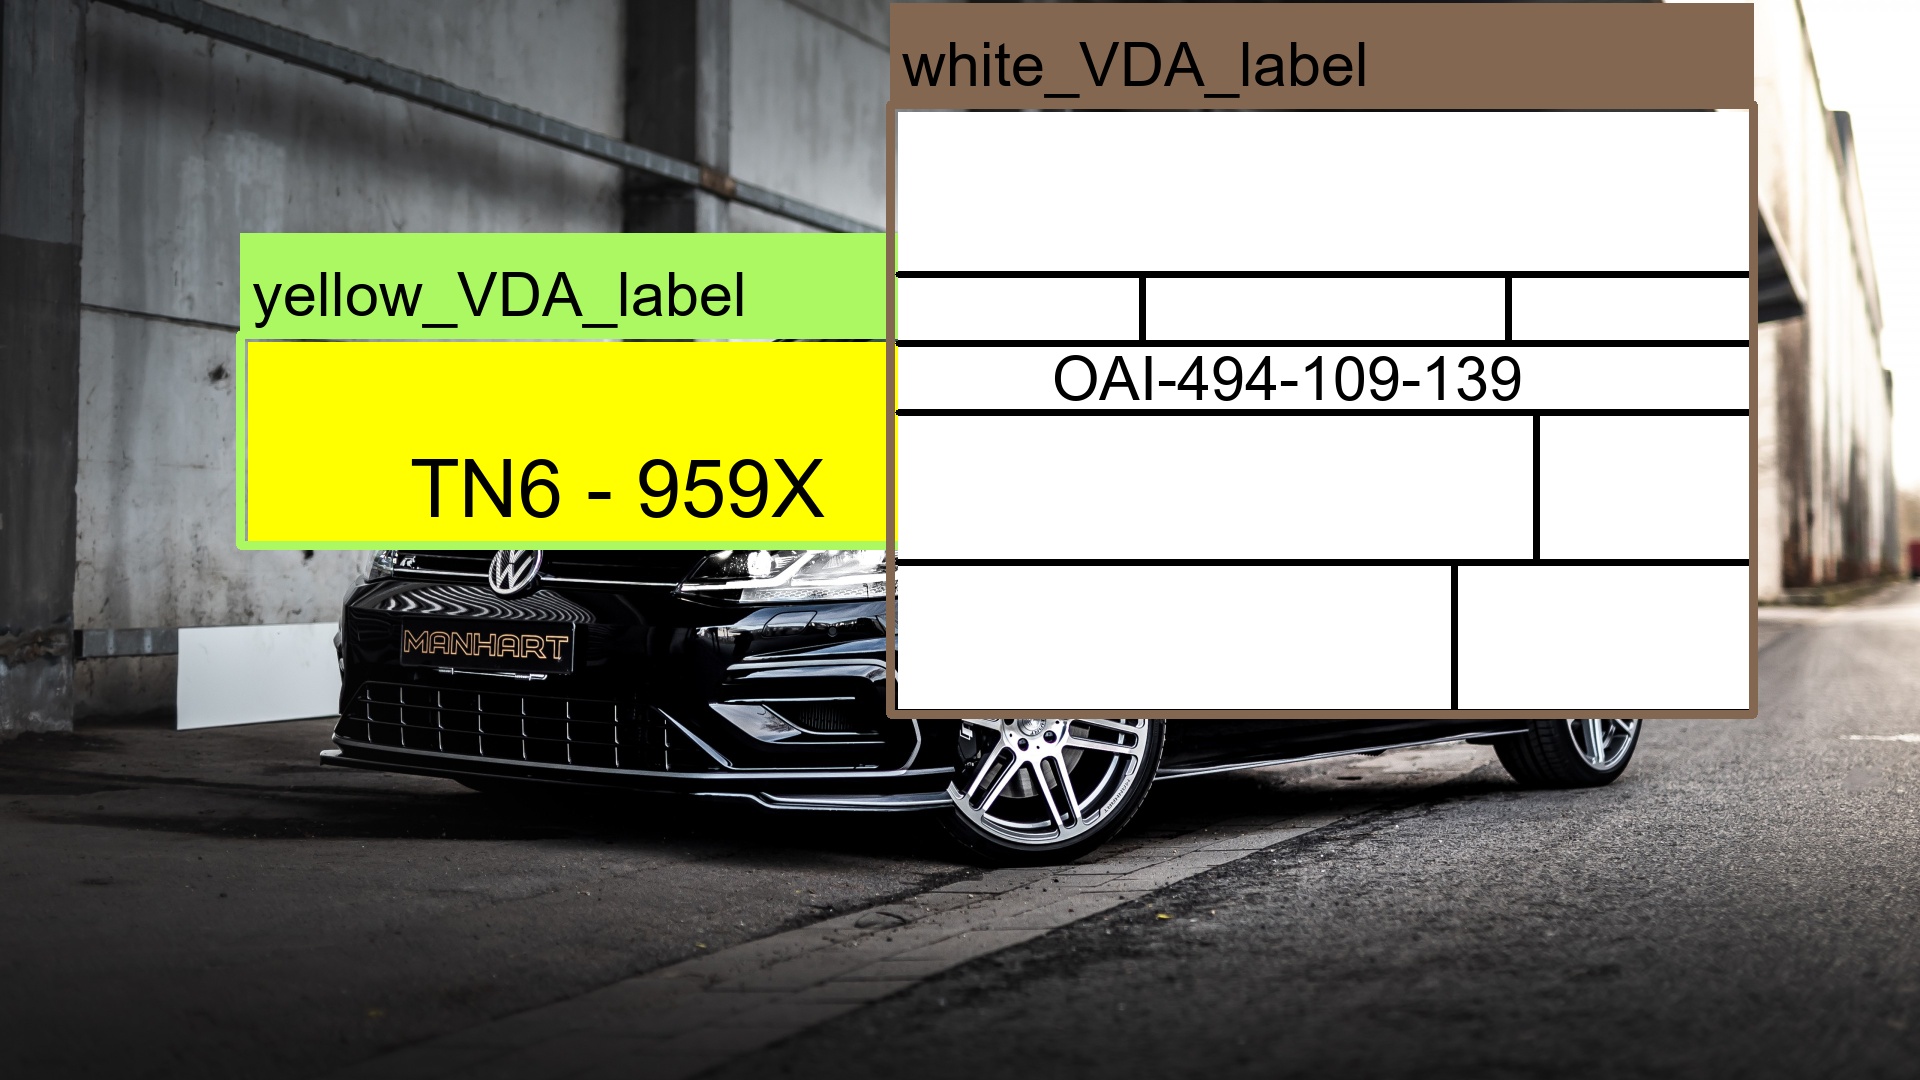 white_VDA_label
yellow_VDA_label
OAI-494-109-139
TN6 - 959X
MANHART